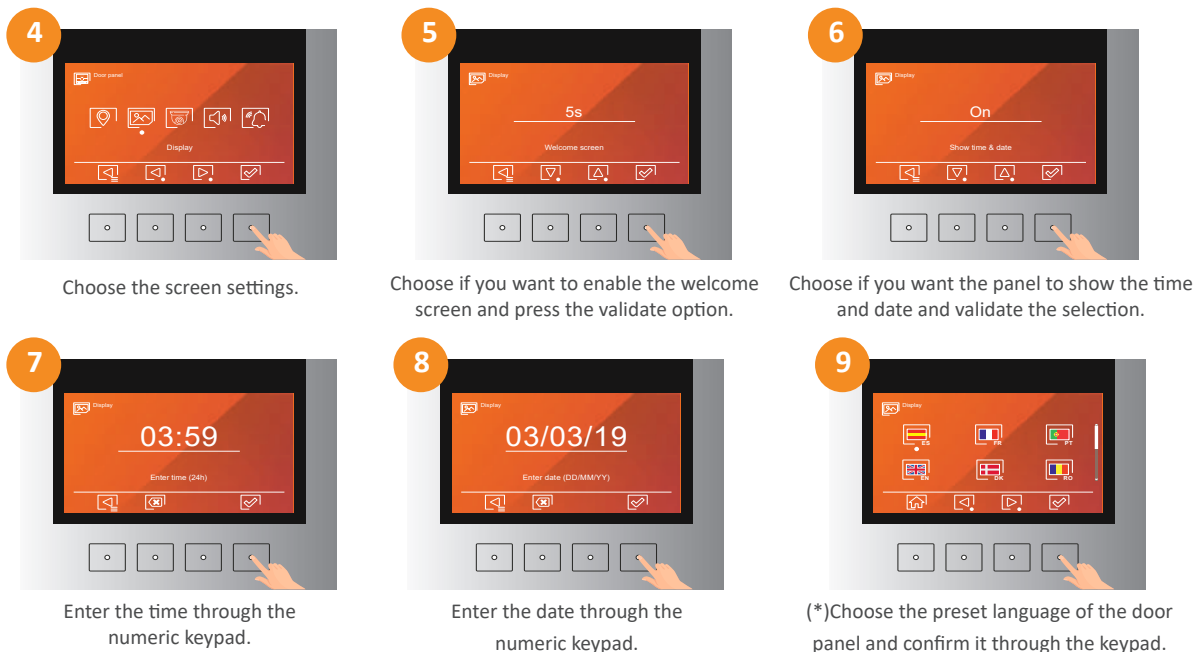 4
Door panel
Display
Choose the screen settings.
5
Display
5s
Welcome screen
Choose if you want to enable the welcome
screen and press the validate option.
6
Display
On
Show time & date
Choose if you want the panel to show the time
and date and validate the selection.
7
Display
03:59
Enter time (24h)
Enter the time through the
numeric keypad.
8
Display
03/03/19
Enter date (DD/MM/YY)
Enter the date through the
numeric keypad.
9
Display
ES FR PT
EN DK RO
(*)Choose the preset language of the door
panel and confirm it through the keypad.